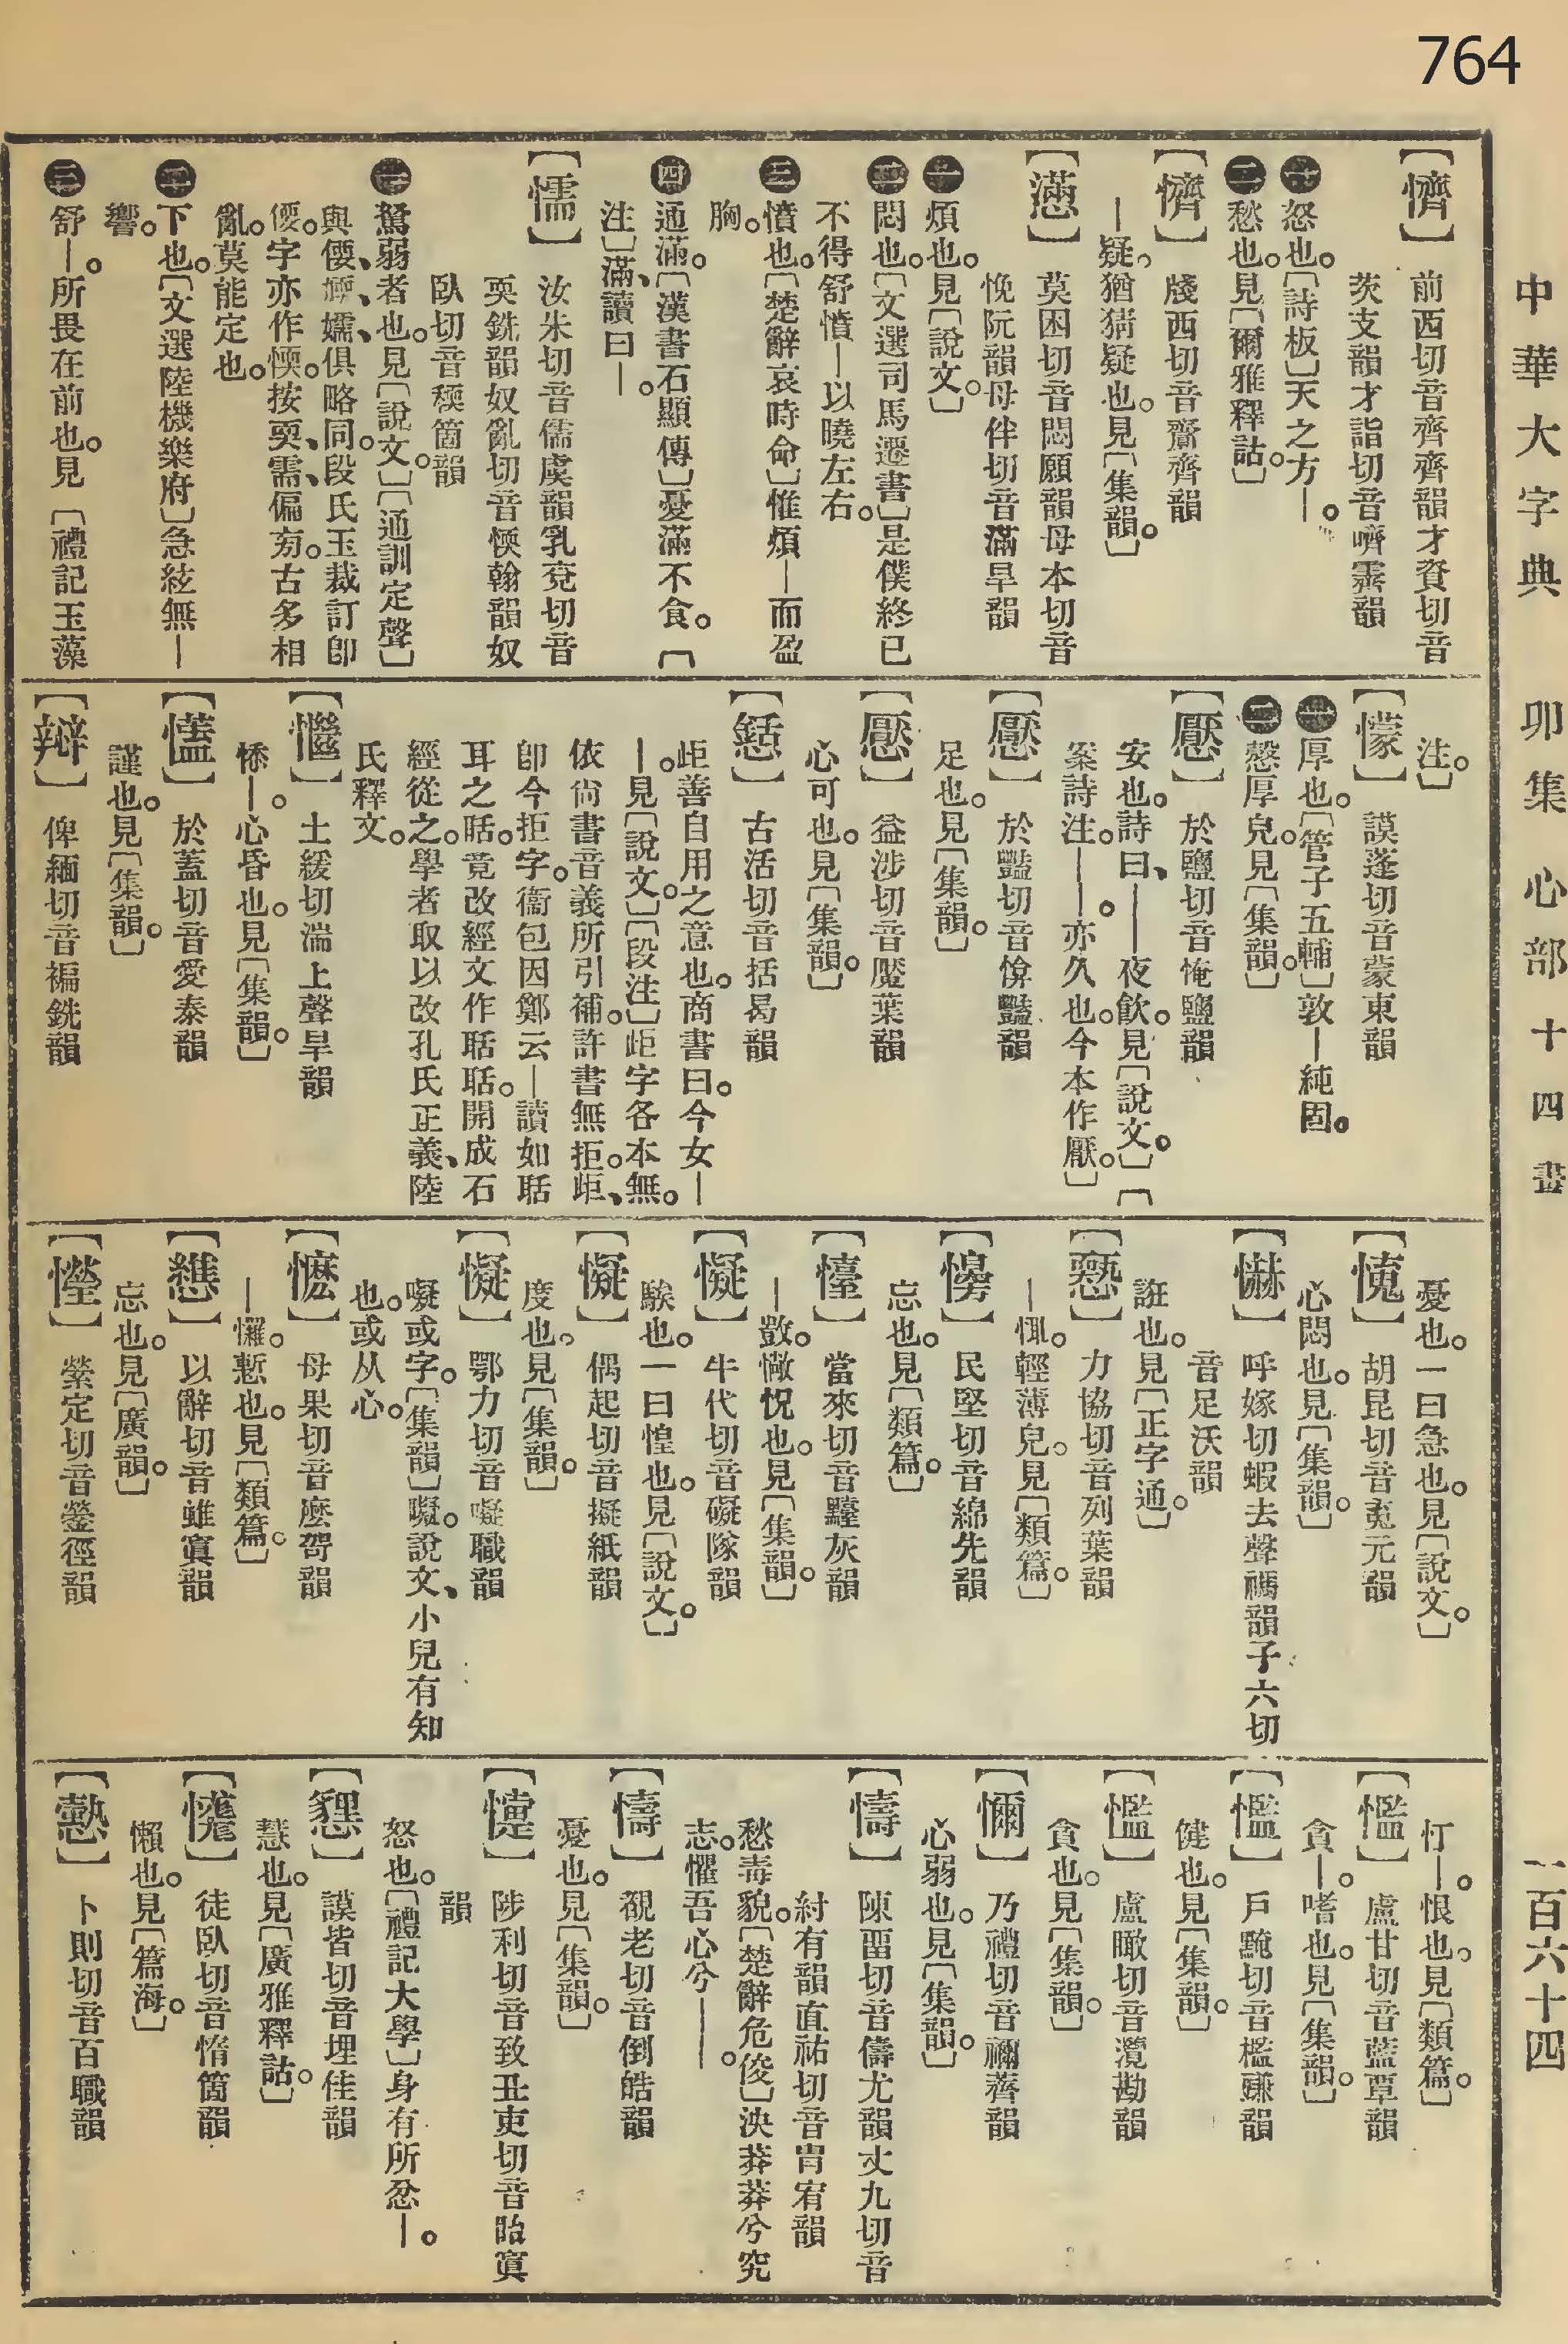 764
中華大字典　卯集　心部　十四畫　一百六十四
【懠】前西切音齊齊韻才資切音
茨支韻才詣切音嚌霽韻
㊀怒也。〔詩板〕天之方—。
㊁愁也。見〔爾雅釋詁。〕
【懠】牋西切音齎齊韻
—疑。猶猜疑也。見〔集韻。〕
【懣】莫困切音悶願韻母本切音
悗阮韻母伴切音滿旱韻
㊀煩也。見〔說文。〕
㊁悶也。〔文選司馬遷書〕是僕終已
不得舒憤—以曉左右。
㊂憤也。〔楚辭哀時命〕惟煩—而盈
胸。
㊃通滿。〔漢書石顯傳〕憂滿不食。〔
注〕滿、讀曰—。
【懦】汝朱切音儒虞韻乳兗切音
耎銑韻奴亂切音愞翰韻奴
臥切音稬箇韻
㊀駑弱者也。見〔說文。〕〔通訓定聲〕
與偄、㛣、嬬、俱略同。段氏玉裁訂卽
偄。字亦作愞。按耎、需、偏旁。古多相
亂。莫能定也。
㊁下也。〔文選陸機樂府〕急絃無—
響。
㊂舒—。所畏在前也。見〔禮記玉藻
注。〕
【懞】謨蓬切音蒙東韻
㊀厚也。〔管子五輔〕敦—純固。
㊁慤厚皃。見〔集韻。〕
【懕】於鹽切音悀鹽韻
安也。詩曰、——夜飮。見〔說文。〕〔
案詩注。——。亦久也。今本作厭。〕
【懕】於豔切音㤿豔韻
足也。見〔集韻。〕
【懕】益涉切音魘葉韻
心可也。見〔集韻。〕
【懖】古活切音括曷韻
歫善自用之意也。商書曰。今女—
—。見〔說文。〕〔段注〕歫字各本無。
依尙書音義所引補。許書無拒。歫、
卽今拒字。衞包因鄭云—讀如聒
耳之聒。竟改經文作聒聒。開成石
經從之。學者取以改孔氏正義、陸
氏釋文。
【㦖】土緩切湍上聲旱韻
悿—。心昏也。見〔集韻。〕
【懚】於蓋切音愛泰韻
謹也。見〔集韻。〕
【辧】俾緬切音褊銑韻
憂也。一曰急也。見〔說文。〕
【㥵】胡昆切音䰟元韻
心悶也。見〔集韻。〕
【㦦】呼嫁切蝦去聲禡韻子六切
音足沃韻
誑也。見〔正字通。〕
【㦡】力協切音列葉韻
—㥦。輕薄皃。見〔類篇。〕
【㦟】民堅切音綿先韻
忘也。見〔類篇。〕
【懛】當來切音䑓灰韻
—㱯。懘怳也。見〔集韻。〕
【懝】牛代切音礙隊韻
騃也。一曰惶也。見〔說文。〕
【懝】偶起切音擬紙韻
度也。見〔集韻。〕
【懝】鄂力切音嶷職韻
㘈或字。〔集韻〕㘈。說文、小兒有知
也。或从心。
【懡】母果切音麽哿韻
—㦬。慙也。見〔類篇。〕
【㦤】以辭切音蜼寘韻
忘也。見〔廣韻。〕
【㦥】縈定切音鎣徑韻
忊—。恨也。見〔類篇。〕
【懢】盧甘切音藍覃韻
貪—。嗜也。見〔集韻。〕
【懢】戶黤切音檻豏韻
健也。見〔集韻。〕
【懢】盧瞰切音灠勘韻
貪也。見〔集韻。〕
【㦈】乃禮切音禰薺韻
心弱也。見〔集韻。〕
【懤】陳留切音儔尤韻丈九切音
紂有韻直祐切音胄宥韻
愁毒貌。〔楚辭危俊〕泱莽莽兮究
志。懼吾心兮——。
【懤】覩老切音倒皓韻
憂也。見〔集韻。〕
【懥】陟利切音致丑吏切音眙寘
韻
怒也。〔禮記大學〕身有所忿—。
【㦟】謨皆切音埋佳韻
慧也。見〔廣雅釋詁。〕
【㦢】徒臥切音惰箇韻
懶也。見〔篇海。〕
【㦣】卜則切音百職韻